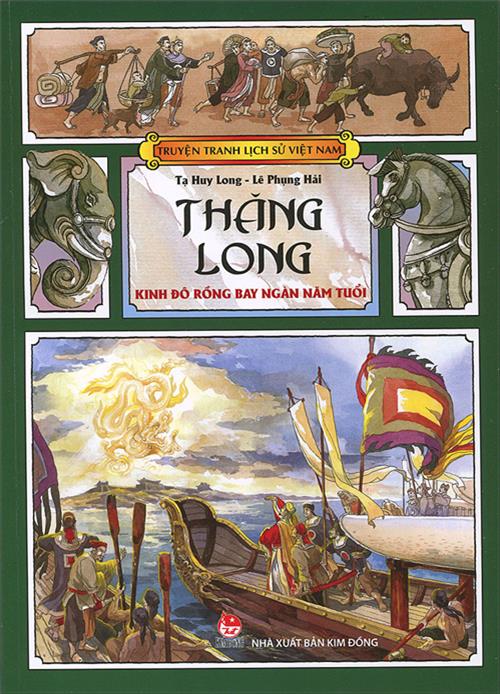 TRUYỆN TRANH LỊCH SỬ VIỆT NAM
Tạ Huy Long - Lê Phụng Hải
THĂNG
LONG
KINH ĐÔ RỒNG BAY NGÀN NĂM TUỔI
NHÀ XUẤT BẢN KIM ĐỒNG